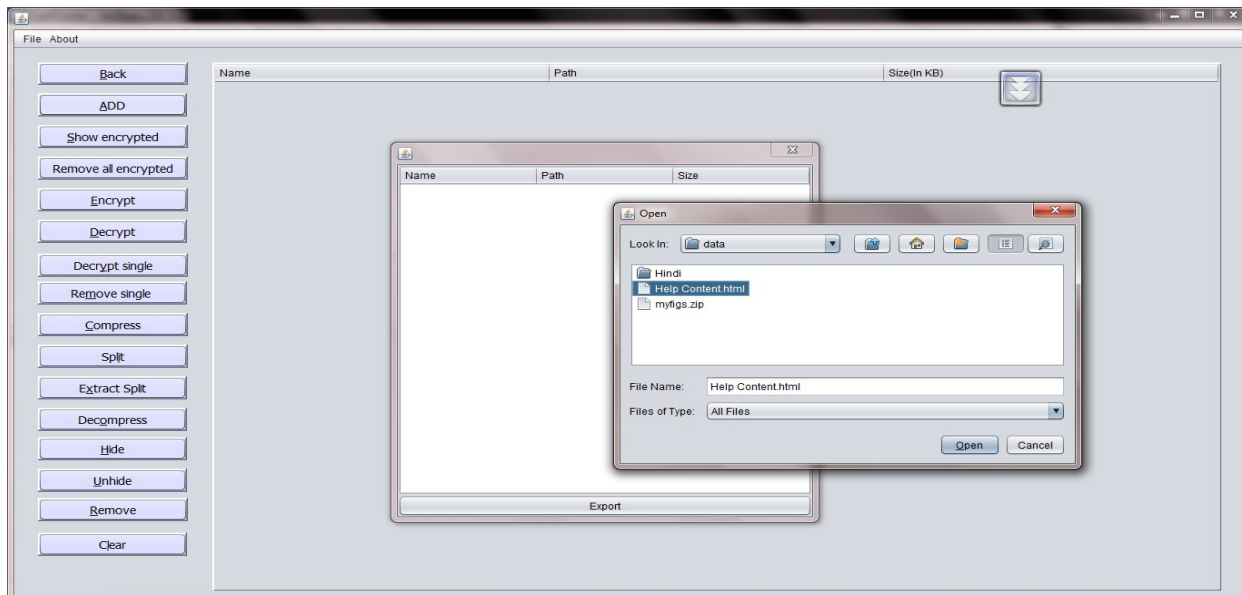 File About
Back
ADD
Show encrypted
Remove all encrypted
Encrypt
Decrypt
Decrypt single
Remove single
Compress
Split
Extract Split
Decompress
Hide
Unhide
Remove
Clear
Name Path Size(In KB)
Name Path Size
Export
Open
Look In: data
Hindi
Help Content.html
myfigs.zip
File Name: Help Content.html
Files of Type: All Files
Open Cancel